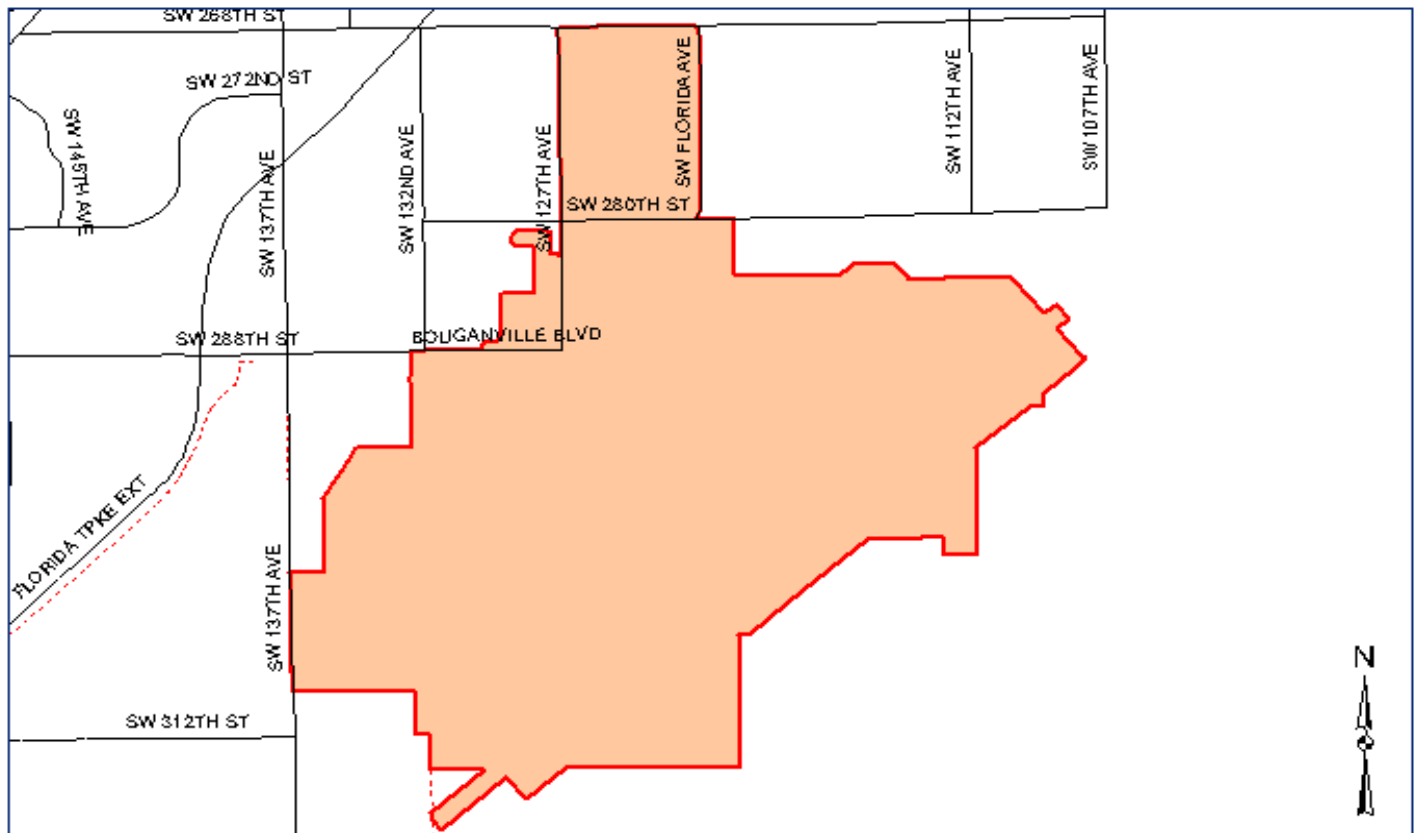 SW 268TH ST
SW 272ND ST
SW 145TH AVE
SW 137TH AVE
SW 132ND AVE
SW 127TH AVE
SW FLORIDA AVE
SW 112TH AVE
SW 107TH AVE
SW 280TH ST
SW 288TH ST
BOUGANVILLE BLVD
FLORIDA TPKE EXT
SW 137TH AVE
SW 312TH ST
N